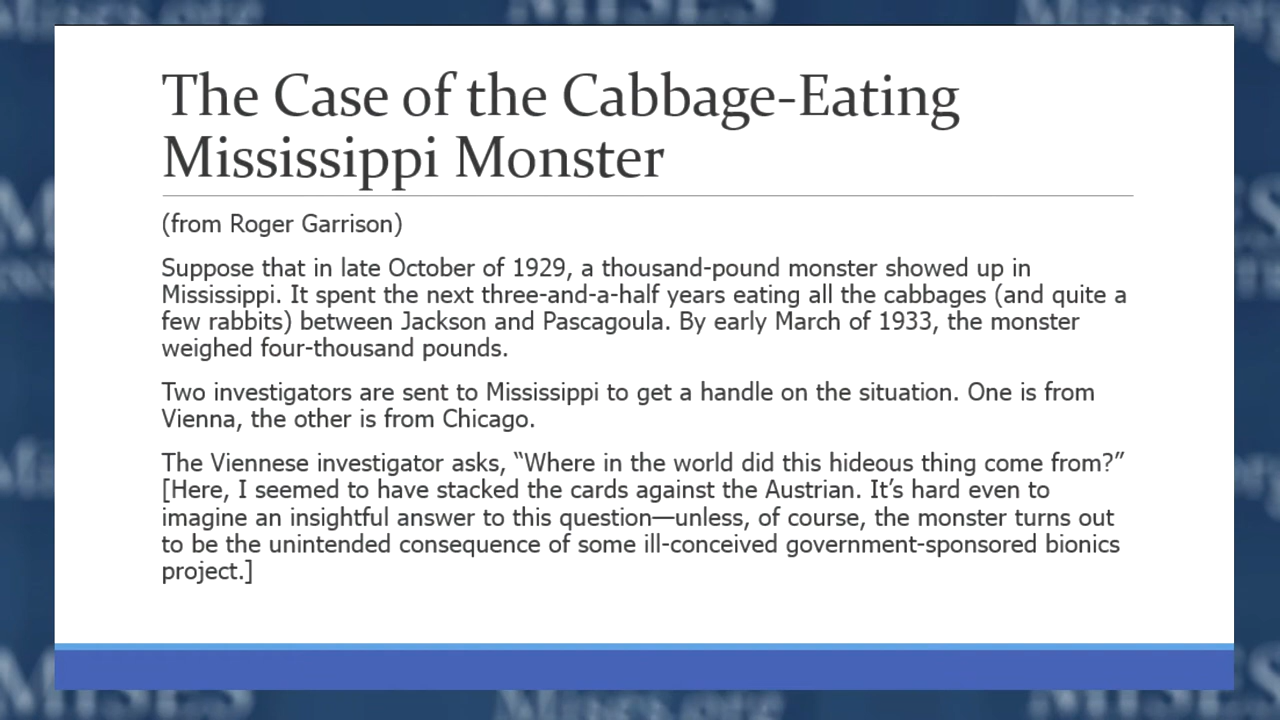 The Case of the Cabbage-Eating
Mississippi Monster
(from Roger Garrison)
Suppose that in late October of 1929, a thousand-pound monster showed up in
Mississippi. It spent the next three-and-a-half years eating all the cabbages (and quite a
few rabbits) between Jackson and Pascagoula. By early March of 1933, the monster
weighed four-thousand pounds.
Two investigators are sent to Mississippi to get a handle on the situation. One is from
Vienna, the other is from Chicago.
The Viennese investigator asks, “Where in the world did this hideous thing come from?”
[Here, I seemed to have stacked the cards against the Austrian. It’s hard even to
imagine an insightful answer to this question—unless, of course, the monster turns out
to be the unintended consequence of some ill-conceived government-sponsored bionics
project.]
Mises.org